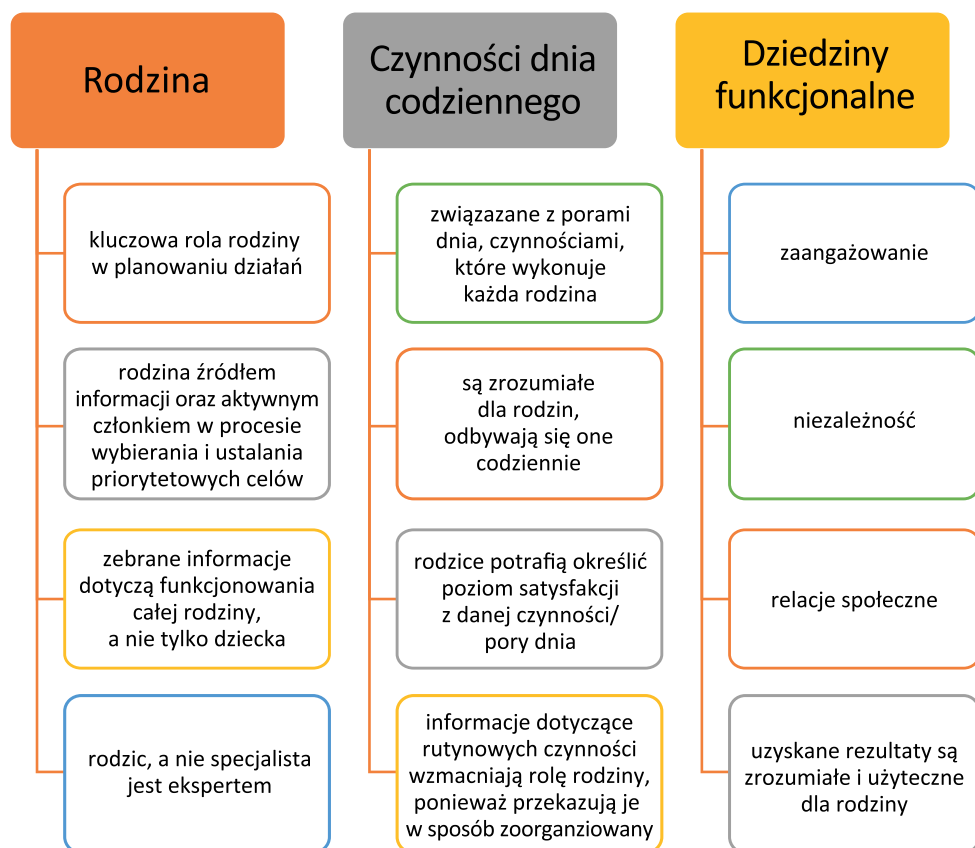 Rodzina
kluczowa rola rodziny
w planowaniu działań
rodzina źródłem
informacji oraz aktywnym
członkiem w procesie
wybierania i ustalania
priorytetowych celów
zebrane informacje
dotyczą funkcjonowania
całej rodziny,
a nie tylko dziecka
rodzic, a nie specjalista
jest ekspertem
Czynności dnia
codziennego
związazane z porami
dnia, czynnościami,
które wykonuje
każda rodzina
są zrozumiałe
dla rodzin,
odbywają się one
codziennie
rodzice potrafią określić
poziom satysfakcji
z danej czynności/
pory dnia
informacje dotyczące
rutynowych czynności
wzmacniają rolę rodziny,
ponieważ przekazują je
w sposób zoorganziowany
Dziedziny
funkcjonalne
zaangażowanie
niezależność
relacje społeczne
uzyskane rezultaty są
zrozumiałe i użyteczne
dla rodziny